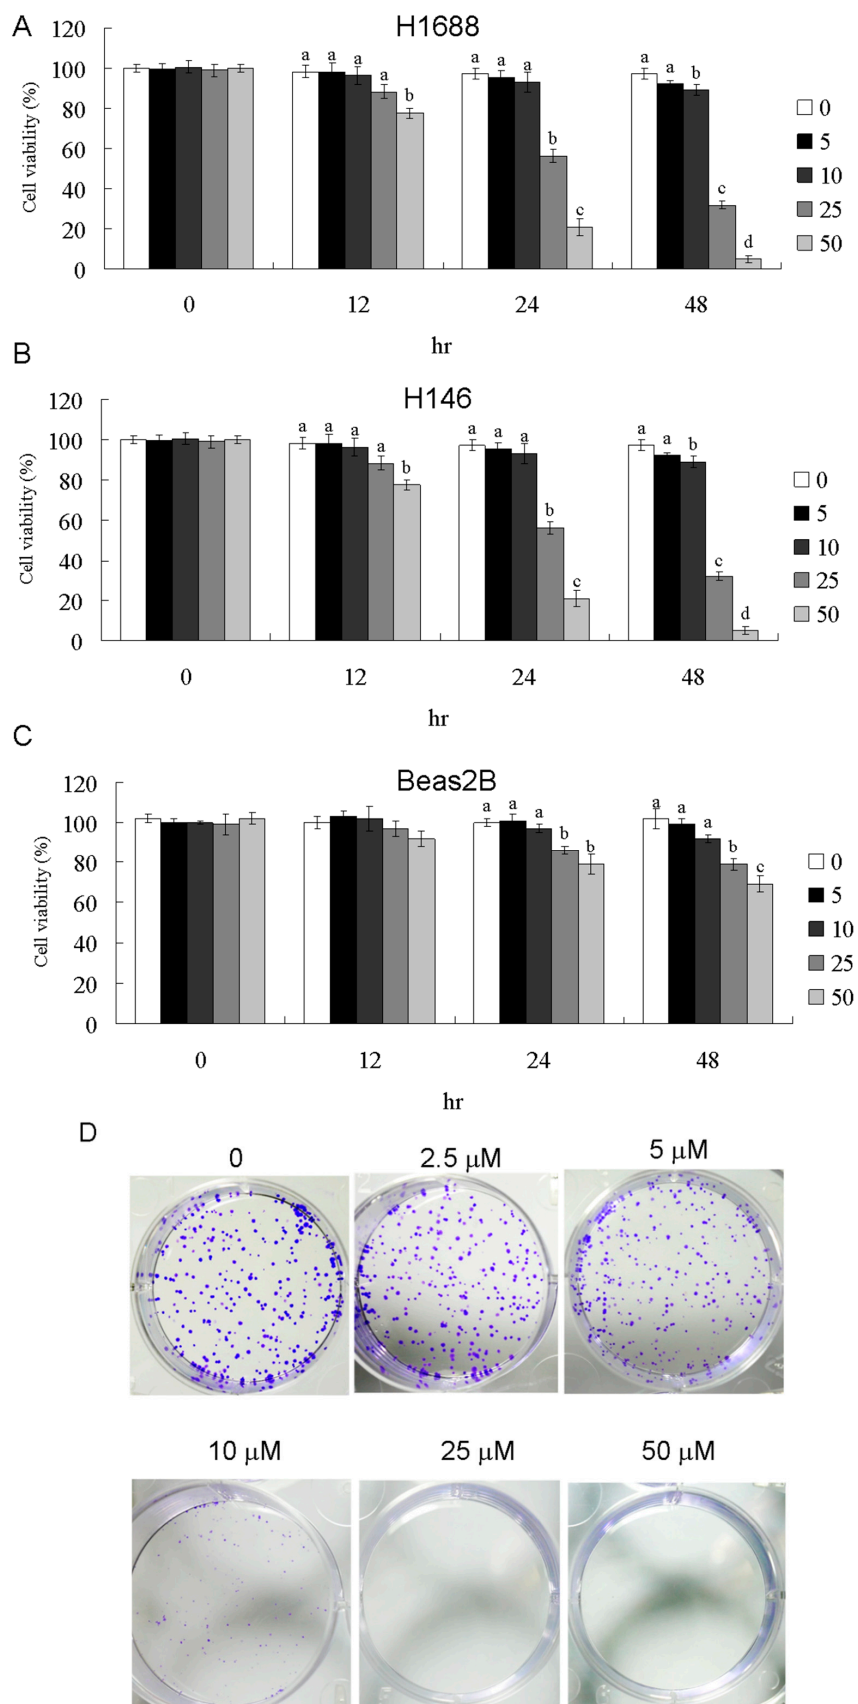 A
H1688
Cell viability (%)
120
100
80
60
40
20
0
a a a a b
a a a b c
a a b c d
0 12 24 48
hr
0
5
10
25
50
B
H146
Cell viability (%)
120
100
80
60
40
20
0
a a a a b
a a a b c
a a b c d
0 12 24 48
hr
0
5
10
25
50
C
Beas2B
Cell viability (%)
120
100
80
60
40
20
0
a a a b b
a a a b c
0 12 24 48
hr
0
5
10
25
50
D
0 2.5 μM 5 μM
10 μM 25 μM 50 μM